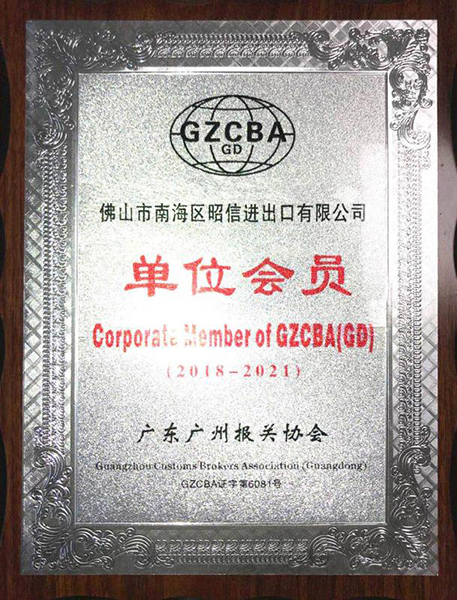 GZCBA
GD
佛山市南海区昭信进出口有限公司
单位会员
Corporate Member of GZCBA(GD)
(2018-2021)
广东广州报关协会
Guangzhou Customs Brokers Association (Guangdong)
GZCBA证字第6081号